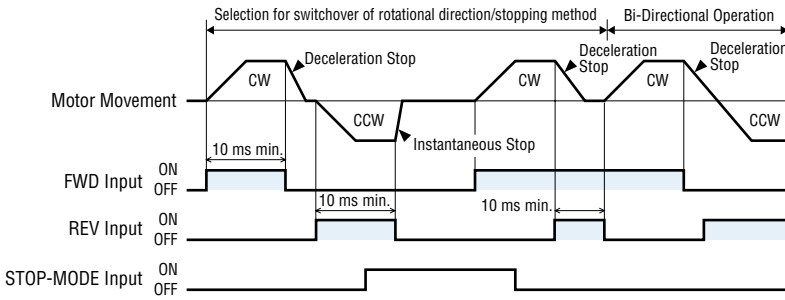 Selection for switchover of rotational direction/stopping method
Bi-Directional Operation
Deceleration Stop
Deceleration
Stop
Deceleration
Stop
Motor Movement
CW
CW
CW
CCW
CCW
Instantaneous Stop
10 ms min.
FWD Input
ON
OFF
10 ms min.
10 ms min.
REV Input
ON
OFF
STOP-MODE Input
ON
OFF